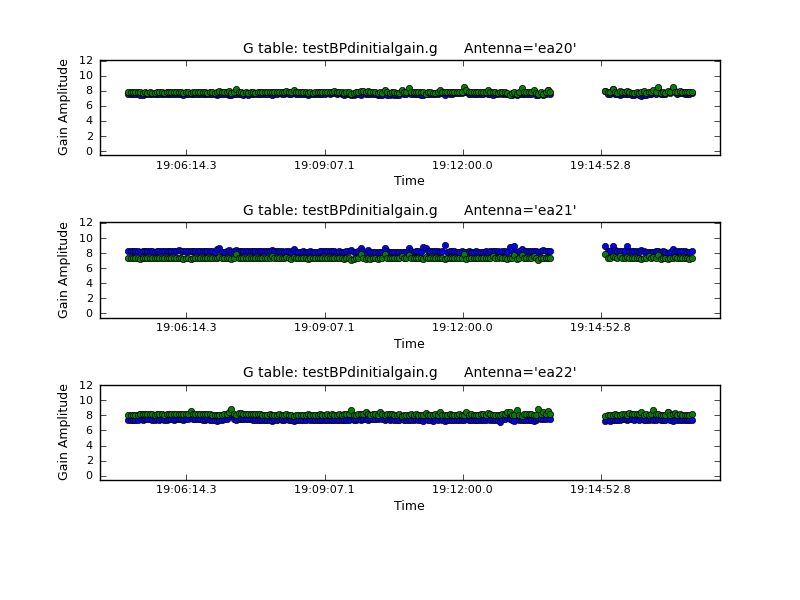 G table: testBPdinitialgain.g Antenna='ea20'
12
10
8
6
4
2
0
Gain Amplitude
19:06:14.3 19:09:07.1 19:12:00.0 19:14:52.8
Time
G table: testBPdinitialgain.g Antenna='ea21'
12
10
8
6
4
2
0
Gain Amplitude
19:06:14.3 19:09:07.1 19:12:00.0 19:14:52.8
Time
G table: testBPdinitialgain.g Antenna='ea22'
12
10
8
6
4
2
0
Gain Amplitude
19:06:14.3 19:09:07.1 19:12:00.0 19:14:52.8
Time